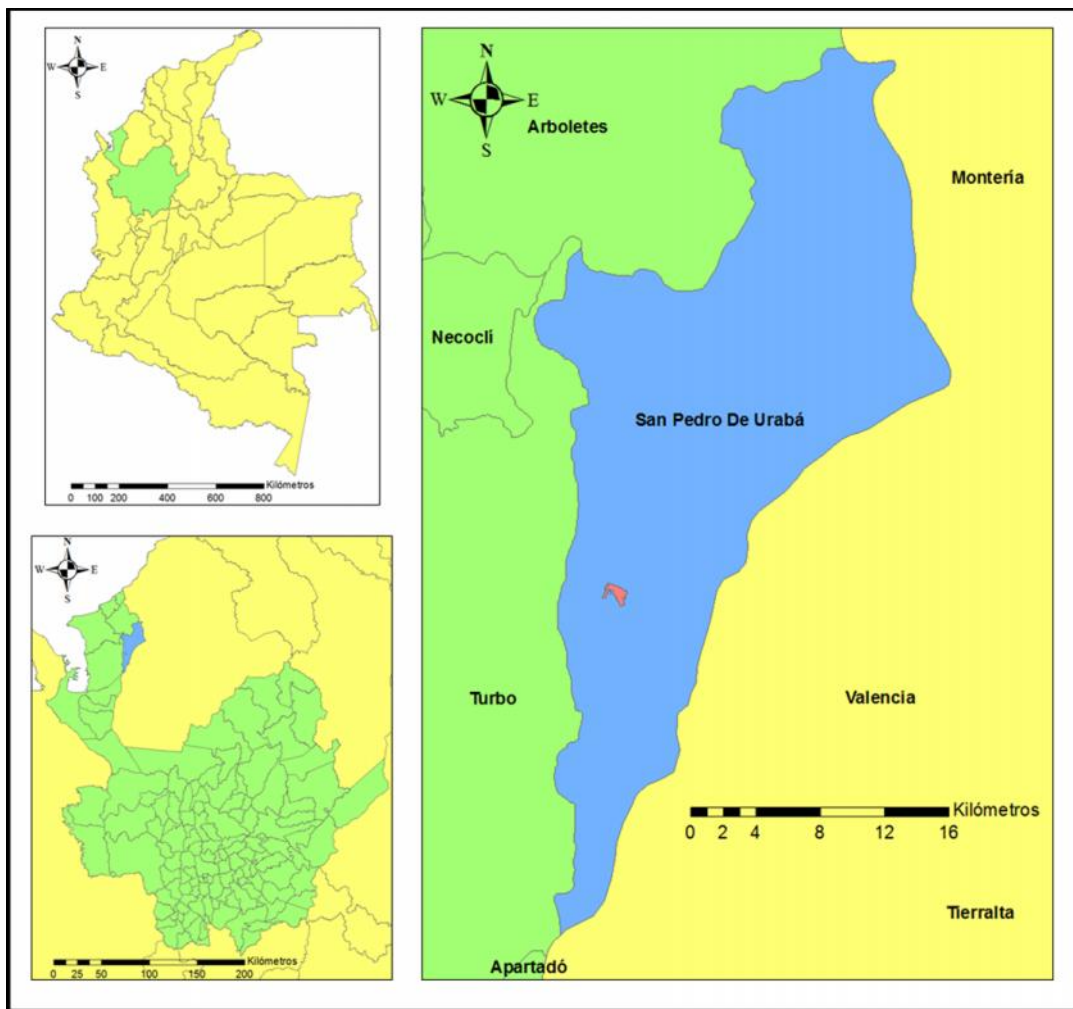 N
W E
S
Kilómetros
0 100 200 400 600 800
N
W E
S
Kilómetros
0 25 50 100 150 200
N
W E
S
Arboletes
Montería
Necoclí
San Pedro De Urabá
Turbo
Valencia
Kilómetros
0 2 4 8 12 16
Tierralta
Apartadó